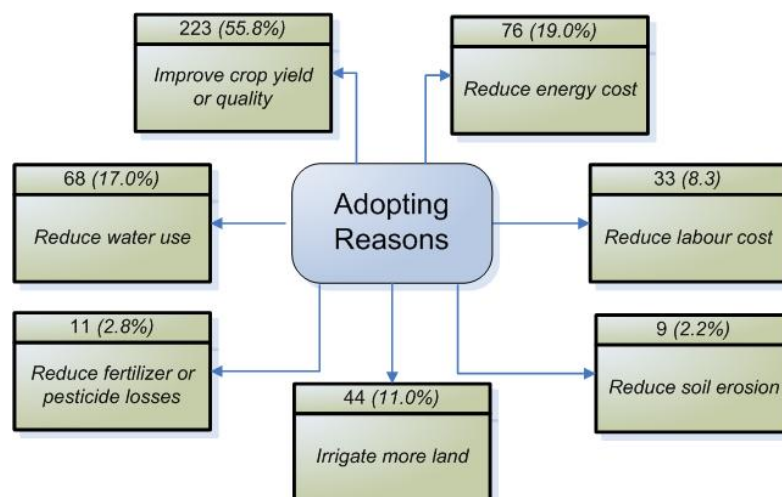 223 (55.8%)
Improve crop yield
or quality
76 (19.0%)
Reduce energy cost
68 (17.0%)
Reduce water use
Adopting
Reasons
33 (8.3)
Reduce labour cost
11 (2.8%)
Reduce fertilizer or
pesticide losses
44 (11.0%)
Irrigate more land
9 (2.2%)
Reduce soil erosion